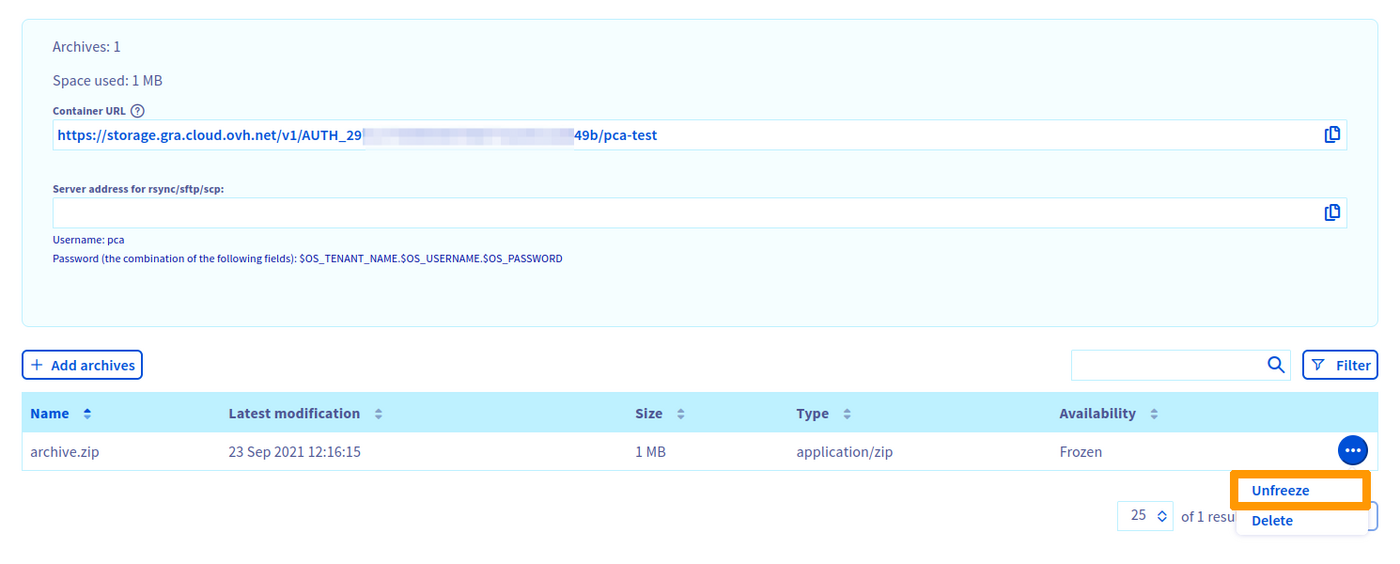 Archives: 1
Space used: 1 MB
Container URL ?
https://storage.gra.cloud.ovh.net/v1/AUTH_29 49b/pca-test
Server address for rsync/sftp/scp:
Username: pca
Password (the combination of the following fields): $OS_TENANT_NAME.$OS_USERNAME.$OS_PASSWORD
+ Add archives
Filter
Name Latest modification Size Type Availability
archive.zip 23 Sep 2021 12:16:15 1 MB application/zip Frozen
Unfreeze
25 of 1 resu
Delete